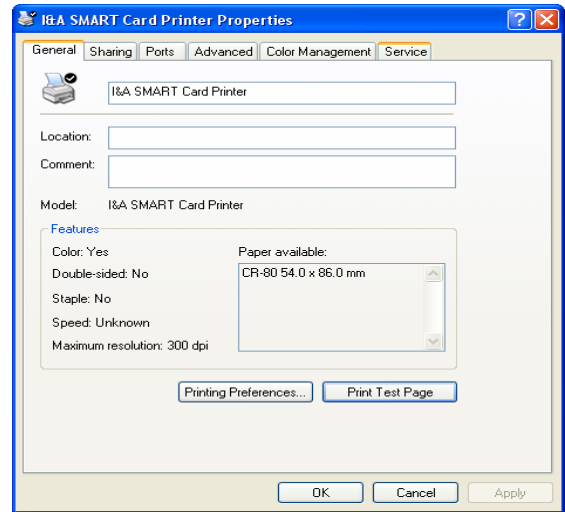 I&A SMART Card Printer Properties
General Sharing Ports Advanced Color Management Service
I&A SMART Card Printer
Location:
Comment:
Model: I&A SMART Card Printer
Features
Color: Yes
Paper available:
Double-sided: No
CR-80 54.0 x 86.0 mm
Staple: No
Speed: Unknown
Maximum resolution: 300 dpi
Printing Preferences... Print Test Page
OK Cancel Apply